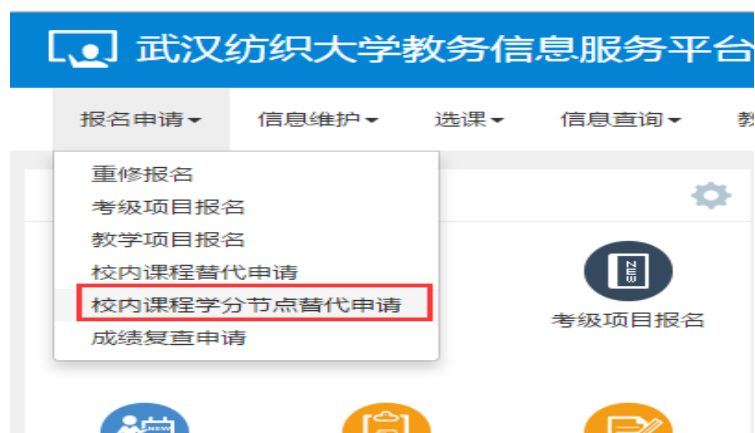 武汉纺织大学教务信息服务平台
报名申请 信息维护 选课 信息查询
重修报名
考级项目报名
教学项目报名
校内课程替代申请
校内课程学分节点替代申请
成绩复查申请
NEW
考级项目报名
NEW